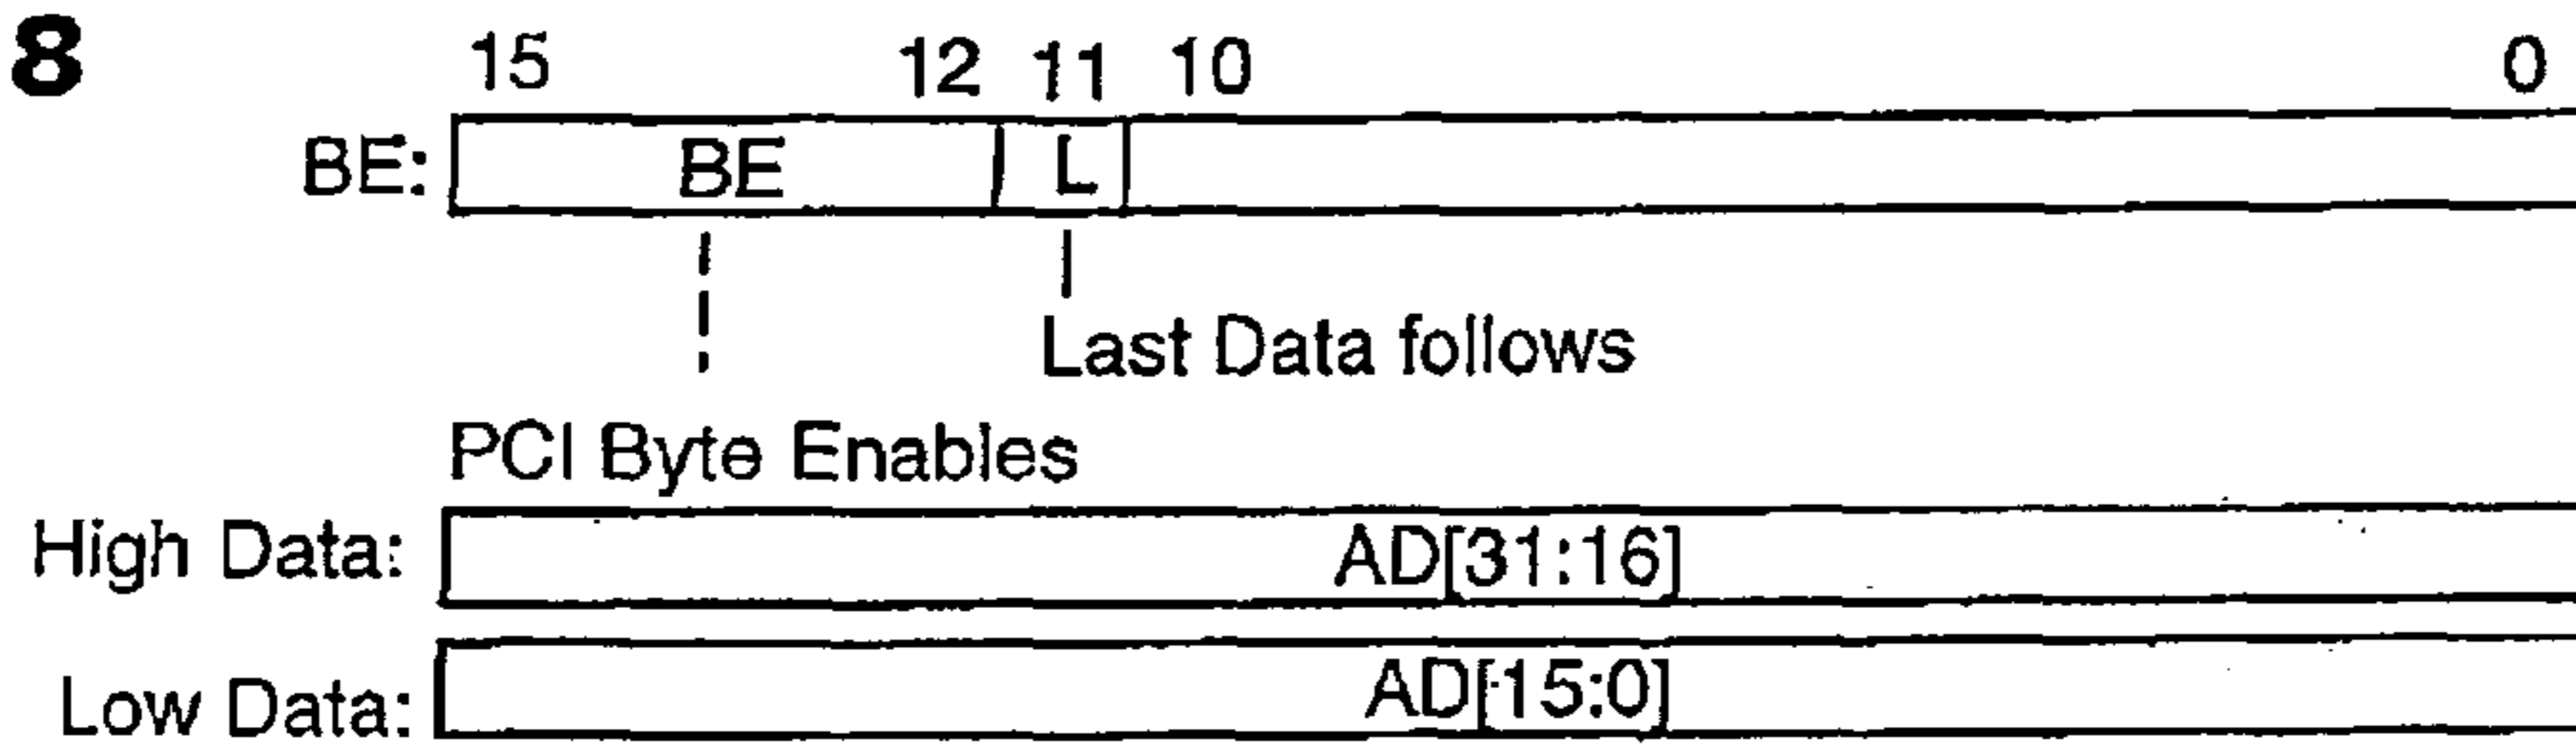 8
15 12 11 10 0
BE: BE L
Last Data follows
PCI Byte Enables
High Data: AD[31:16]
Low Data: AD[15:0]